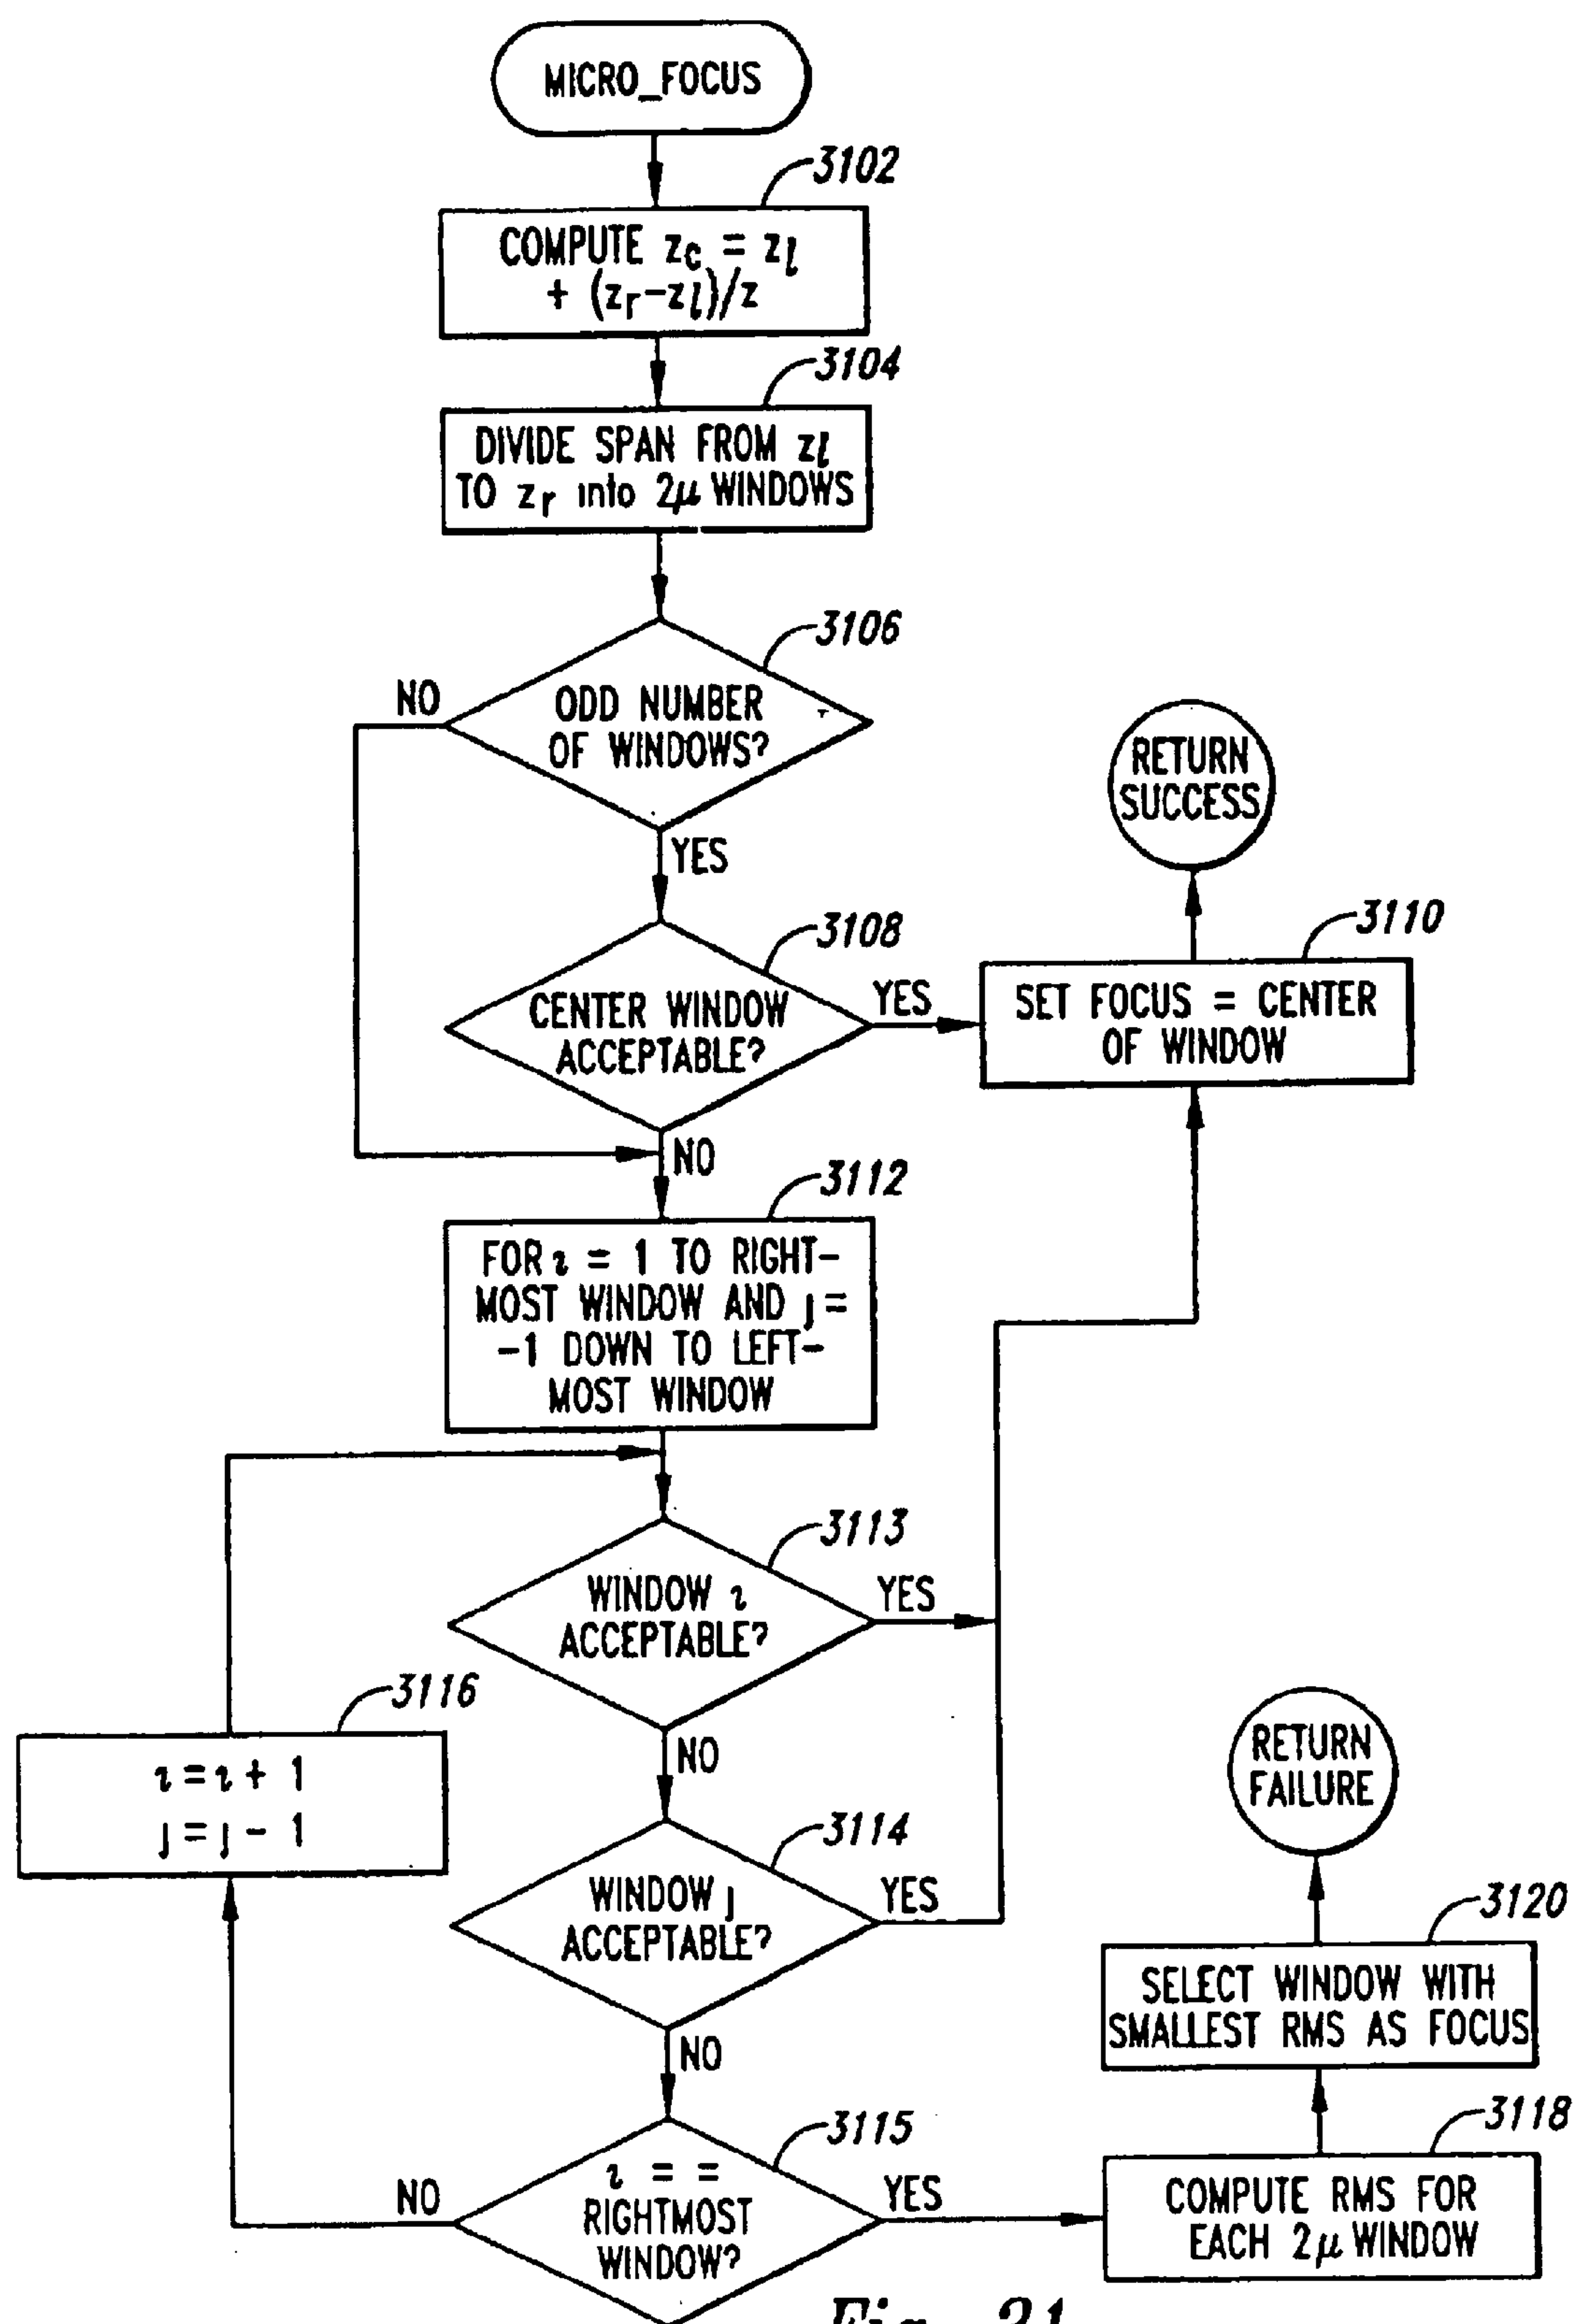 MICRO_FOCUS
3102
COMPUTE zc = zl
+ (zr-zl)/z
3104
DIVIDE SPAN FROM zl
TO zr into 2μ WINDOWS
3106
NO
ODD NUMBER
OF WINDOWS?
YES
RETURN
SUCCESS
3108
CENTER WINDOW
ACCEPTABLE?
YES
3110
SET FOCUS = CENTER
OF WINDOW
NO
3112
FOR ı = 1 TO RIGHT-
MOST WINDOW AND ȷ =
-1 DOWN TO LEFT-
MOST WINDOW
3113
WINDOW ı
ACCEPTABLE?
YES
3116
ı = ı + 1
ȷ = ȷ - 1
NO
RETURN
FAILURE
3114
WINDOW ȷ
ACCEPTABLE?
YES
3120
SELECT WINDOW WITH
SMALLEST RMS AS FOCUS
NO
3115
ı = =
RIGHTMOST
WINDOW?
NO
YES
3118
COMPUTE RMS FOR
EACH 2μ WINDOW